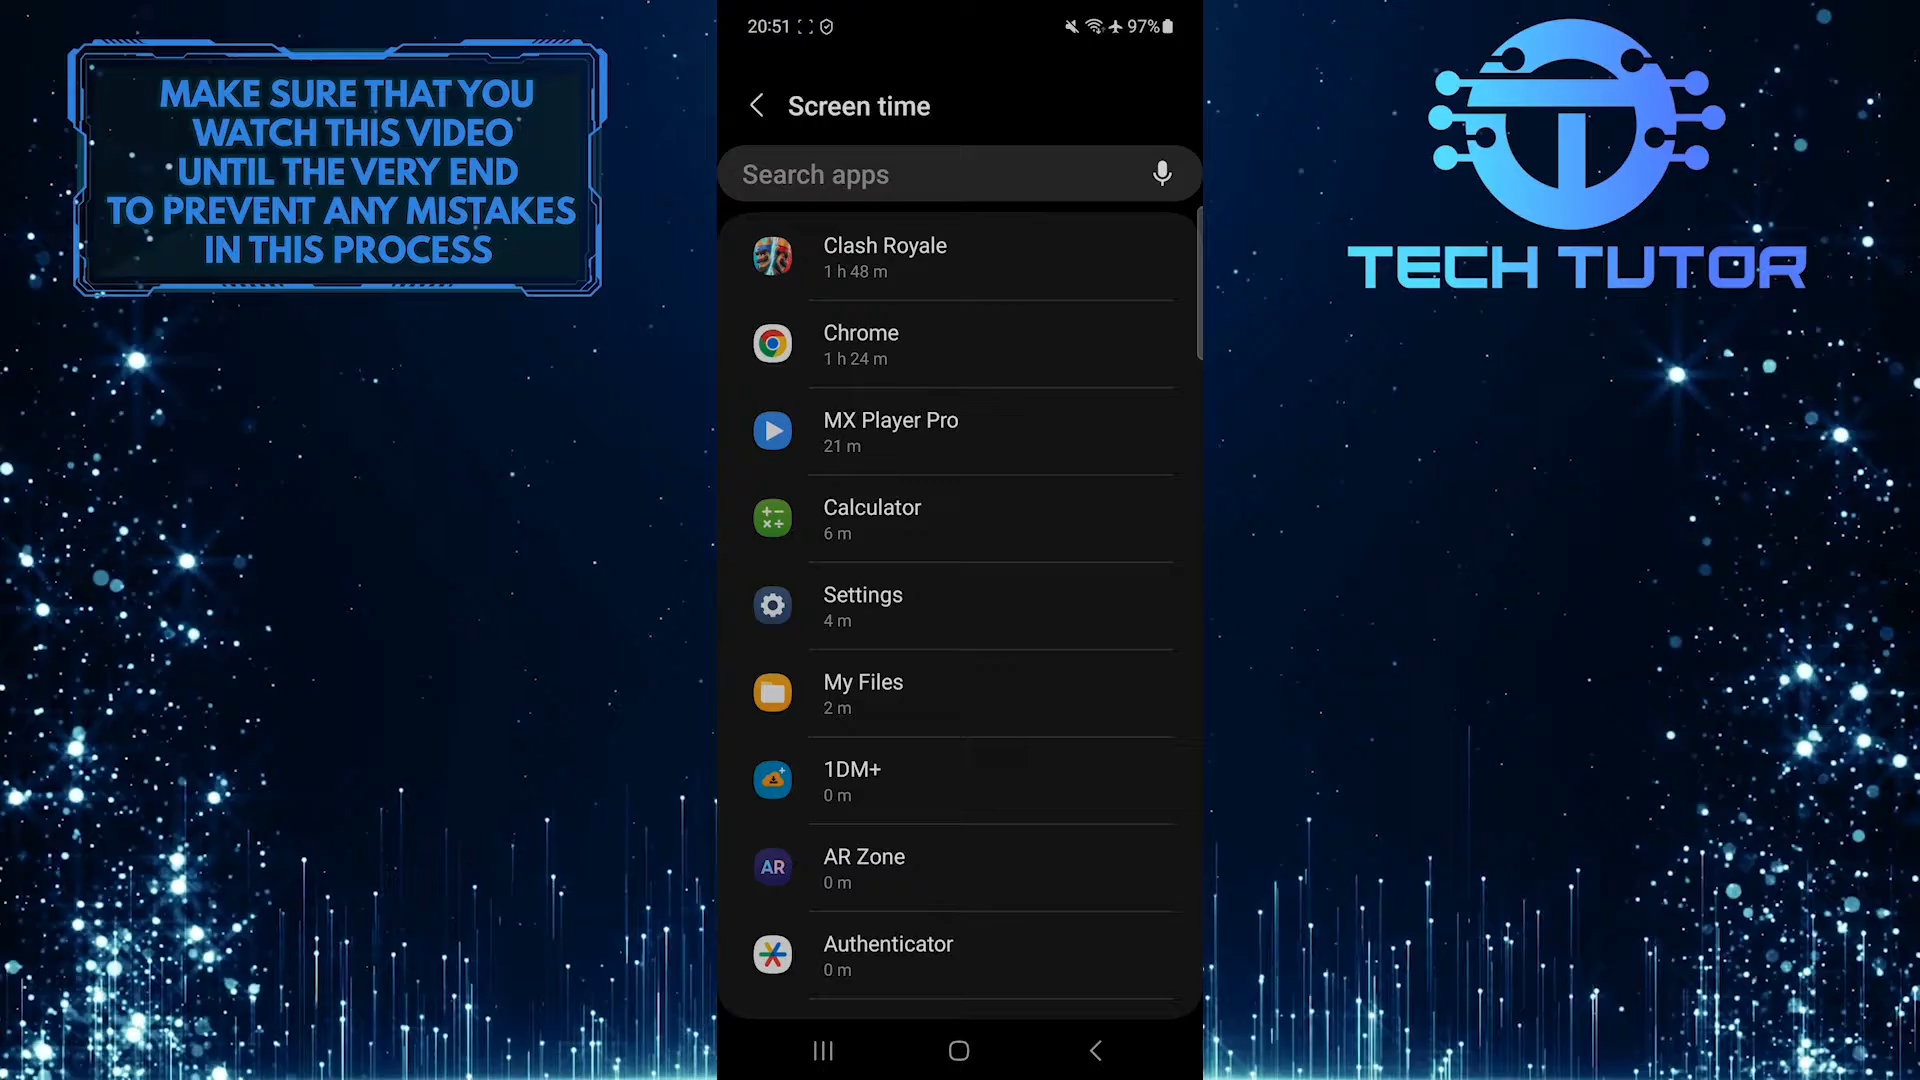 MAKE SURE THAT YOU
WATCH THIS VIDEO
UNTIL THE VERY END
TO PREVENT ANY MISTAKES
IN THIS PROCESS
20:51
97%
Screen time
Search apps
Clash Royale
1 h 48 m
Chrome
1 h 24 m
MX Player Pro
21 m
Calculator
6 m
Settings
4 m
My Files
2 m
1DM+
0 m
AR
AR Zone
0 m
Authenticator
0 m
TECH TUTOR